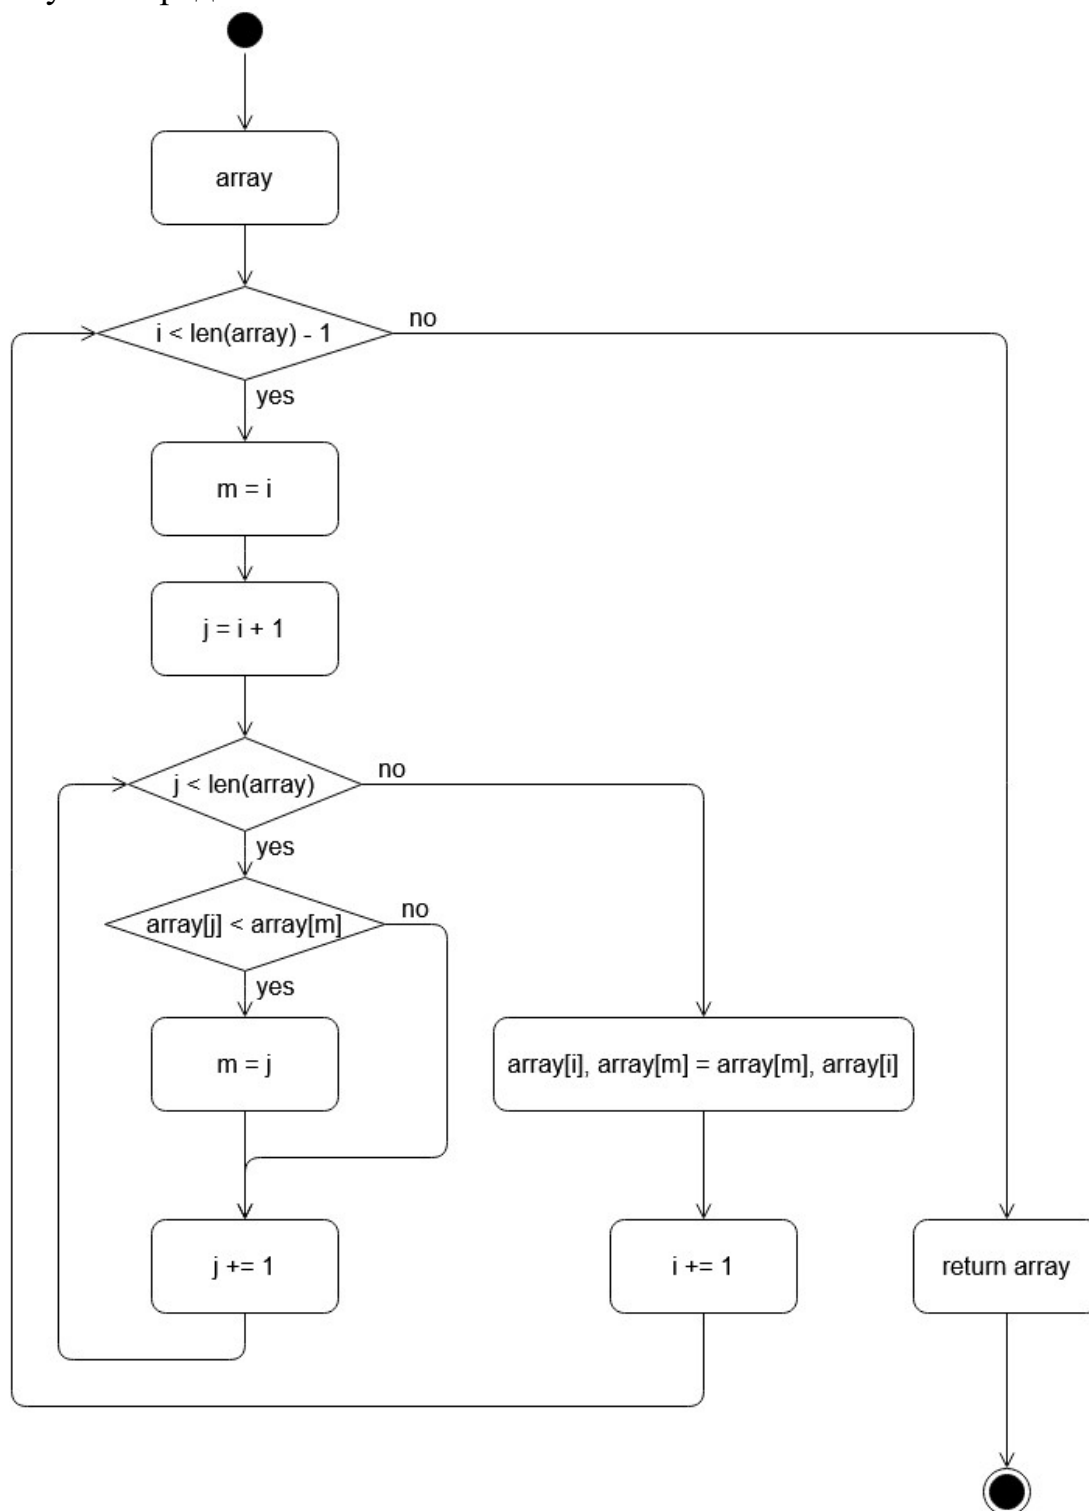 array
i < len(array) - 1
no
yes
m = i
j = i + 1
j < len(array)
no
yes
array[j] < array[m]
no
yes
m = j
array[i], array[m] = array[m], array[i]
j += 1
i += 1
return array